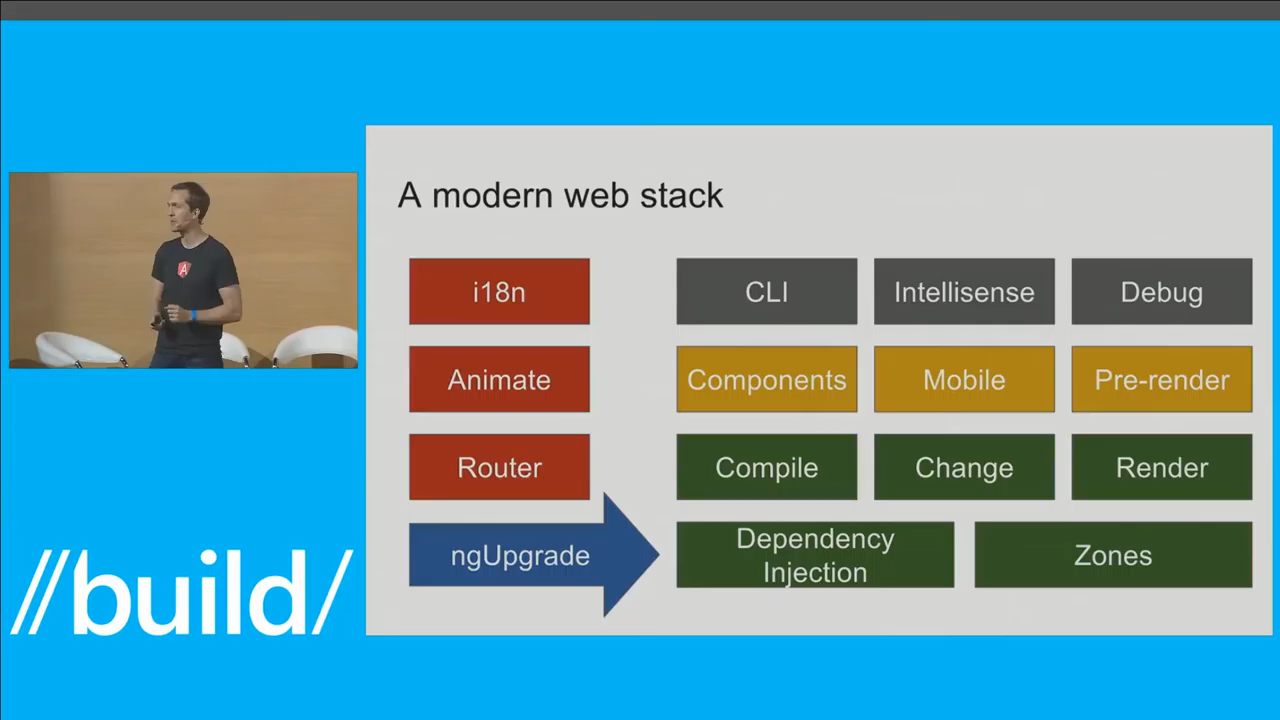 A modern web stack
i18n
CLI
Intellisense
Debug
Animate
Components
Mobile
Pre-render
Router
Compile
Change
Render
ngUpgrade
Dependency
Injection
Zones
A
//build/